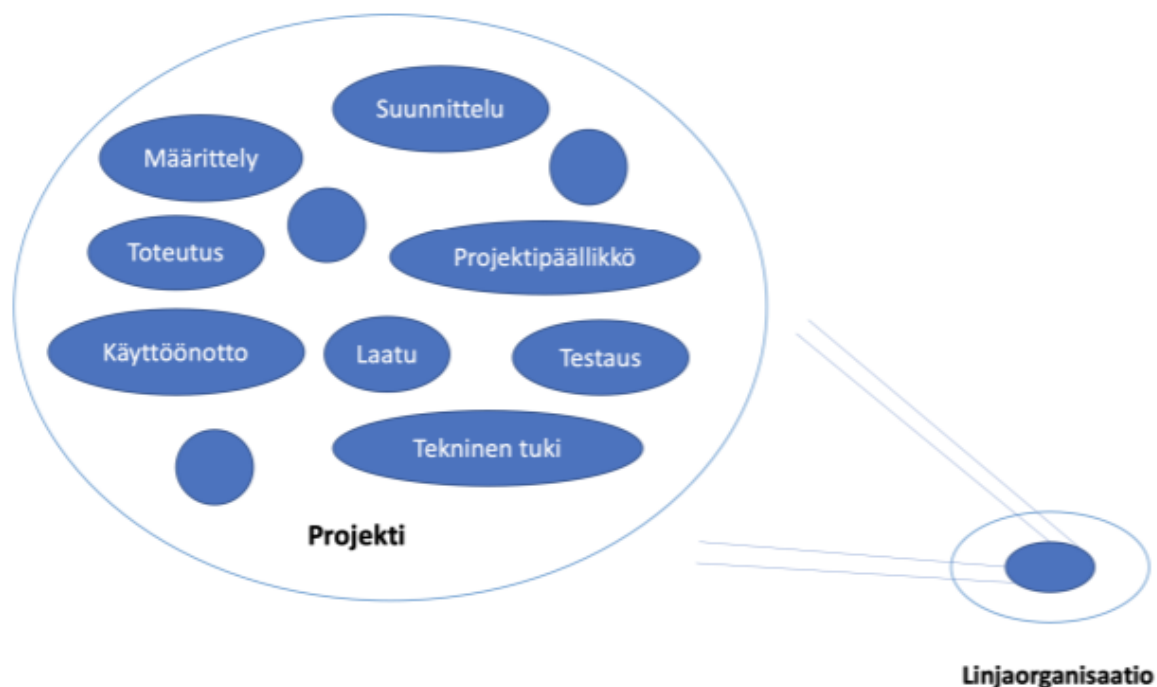 Suunnittelu
Määrittely
Toteutus
Projektipäällikkö
Käyttöönotto
Laatu
Testaus
Tekninen tuki
Projekti
Linjaorganisaatio